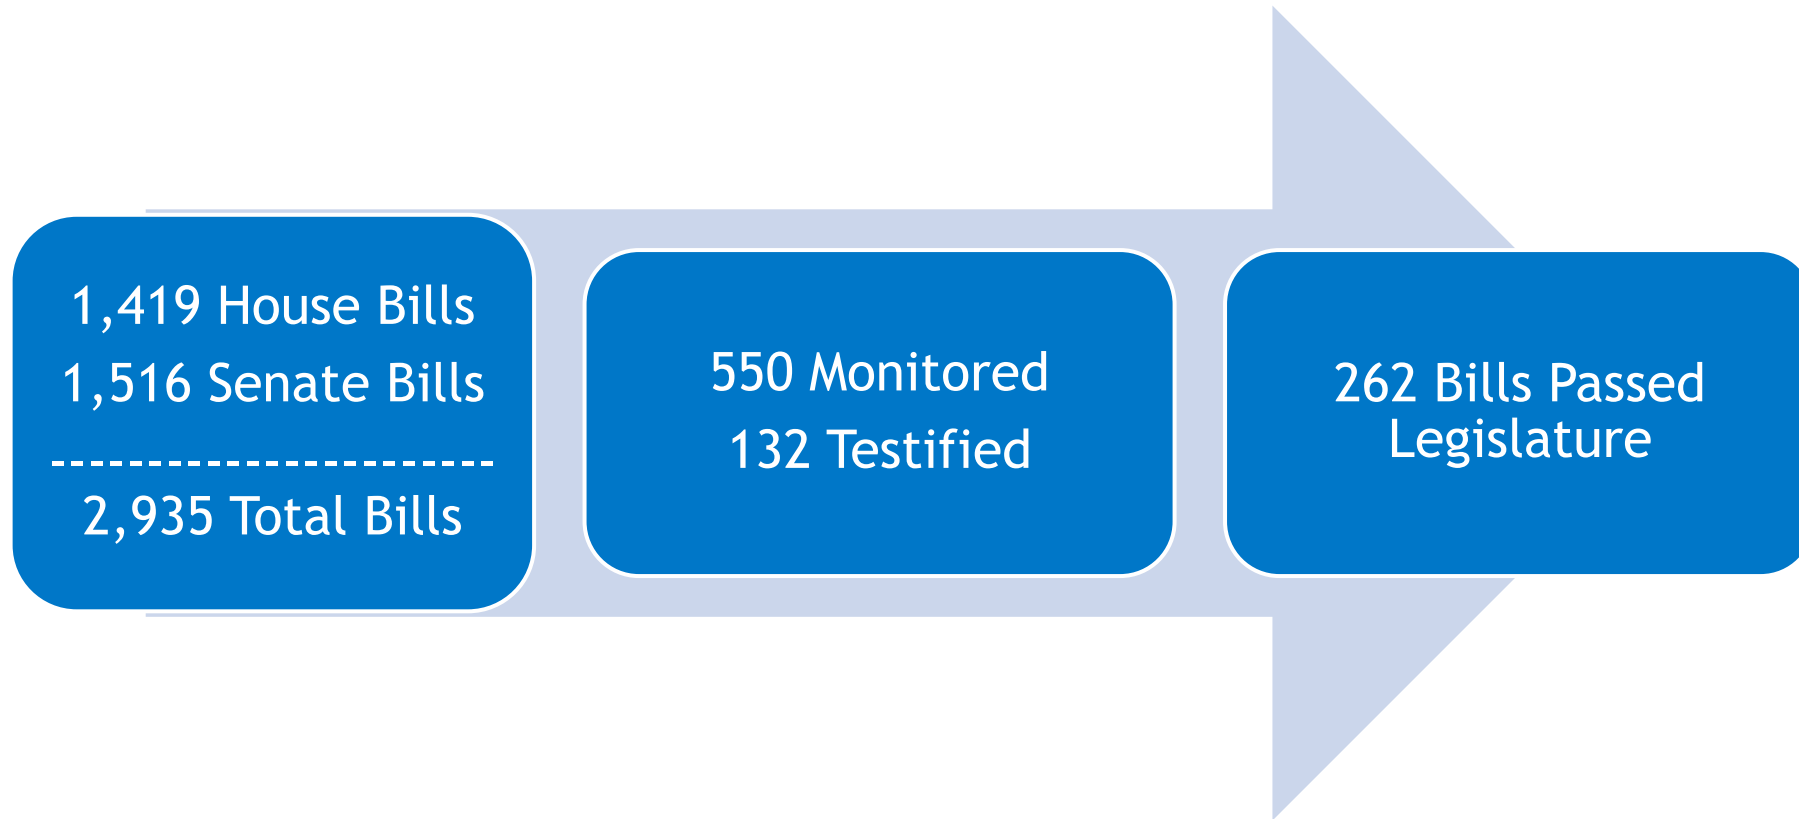 1,419 House Bills
1,516 Senate Bills
-----------------------
2,935 Total Bills
550 Monitored
132 Testified
262 Bills Passed
Legislature